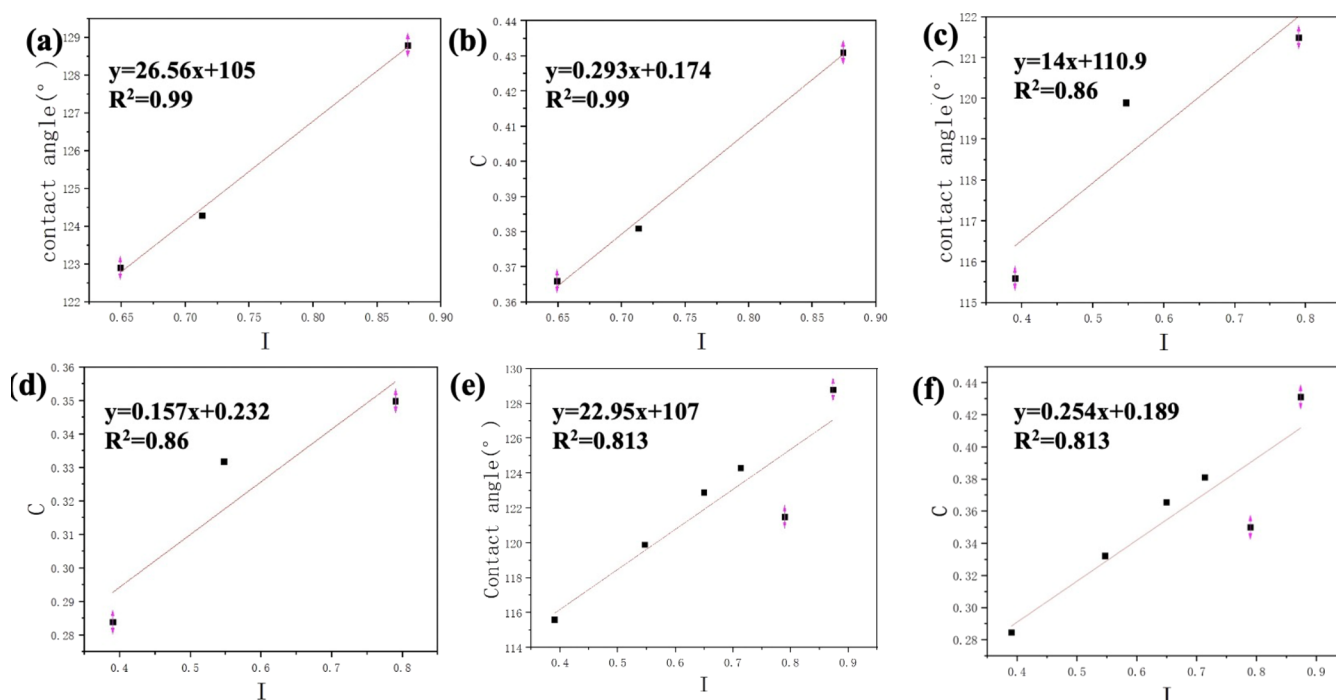 (a)
y=26.56x+105
R²=0.99
contact angle(°)
129
128
127
126
125
124
123
122
0.65 0.70 0.75 0.80 0.85 0.90
I
(b)
y=0.293x+0.174
R²=0.99
C
0.44
0.43
0.42
0.41
0.40
0.39
0.38
0.37
0.36
0.65 0.70 0.75 0.80 0.85 0.90
I
(c)
y=14x+110.9
R²=0.86
contact angle(°)
122
121
120
119
118
117
116
115
0.4 0.5 0.6 0.7 0.8
I
(d)
y=0.157x+0.232
R²=0.86
C
0.36
0.35
0.34
0.33
0.32
0.31
0.30
0.29
0.28
0.4 0.5 0.6 0.7 0.8
I
(e)
y=22.95x+107
R²=0.813
Contact angle(°)
130
128
126
124
122
120
118
116
114
0.4 0.5 0.6 0.7 0.8 0.9
I
(f)
y=0.254x+0.189
R²=0.813
C
0.44
0.42
0.40
0.38
0.36
0.34
0.32
0.30
0.28
0.4 0.5 0.6 0.7 0.8 0.9
I